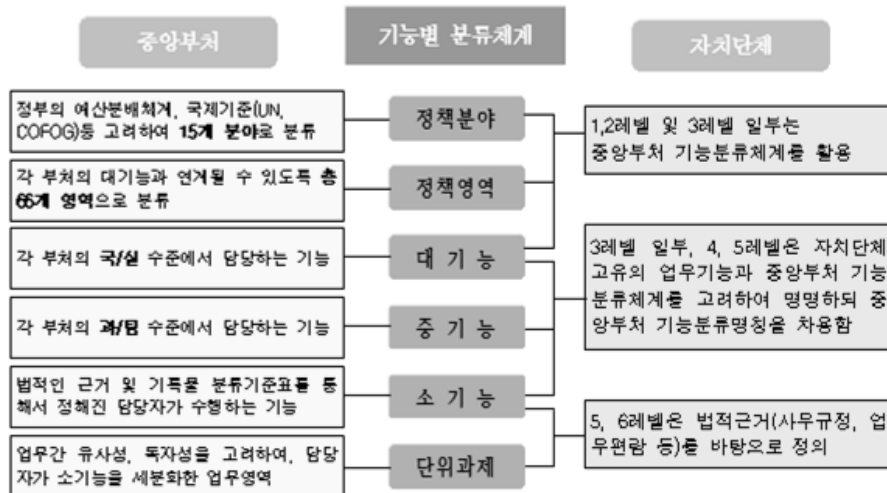 중앙부처
기능별 분류체계
자치단체
정부의 예산분배체계, 국제기준(UN,
COFOG)등 고려하여 15개 분야로 분류
정책분야
1,2레벨 및 3레벨 일부는
중앙부처 기능분류체계를 활용
각 부처의 대기능과 연계될 수 있도록 총
66개 영역으로 분류
정책영역
각 부처의 국/실 수준에서 담당하는 기능
대 기 능
3레벨 일부, 4, 5레벨은 자치단체
고유의 업무기능과 중앙부처 기능
분류체계를 고려하여 명명하되 중
앙부처 기능분류명칭을 차용함
각 부처의 과/팀 수준에서 담당하는 기능
중 기 능
법적인 근거 및 기록물 분류기준표를 통
해서 정해진 담당자가 수행하는 기능
소 기 능
5, 6레벨은 법적근거(사무규정, 업
무편람 등)를 바탕으로 정의
업무간 유사성, 독자성을 고려하여, 담당
자가 소기능을 세분화한 업무영역
단위과제